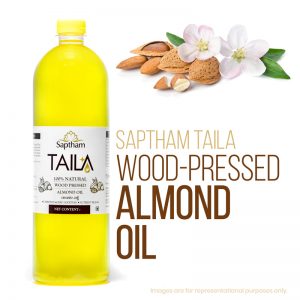 Saptham
TAILA
100% NATURAL
WOOD PRESSED
ALMOND OIL
NET CONTENT:
SAPTHAM TAILA
WOOD-PRESSED
ALMOND
OIL
Images are for representational purposes only